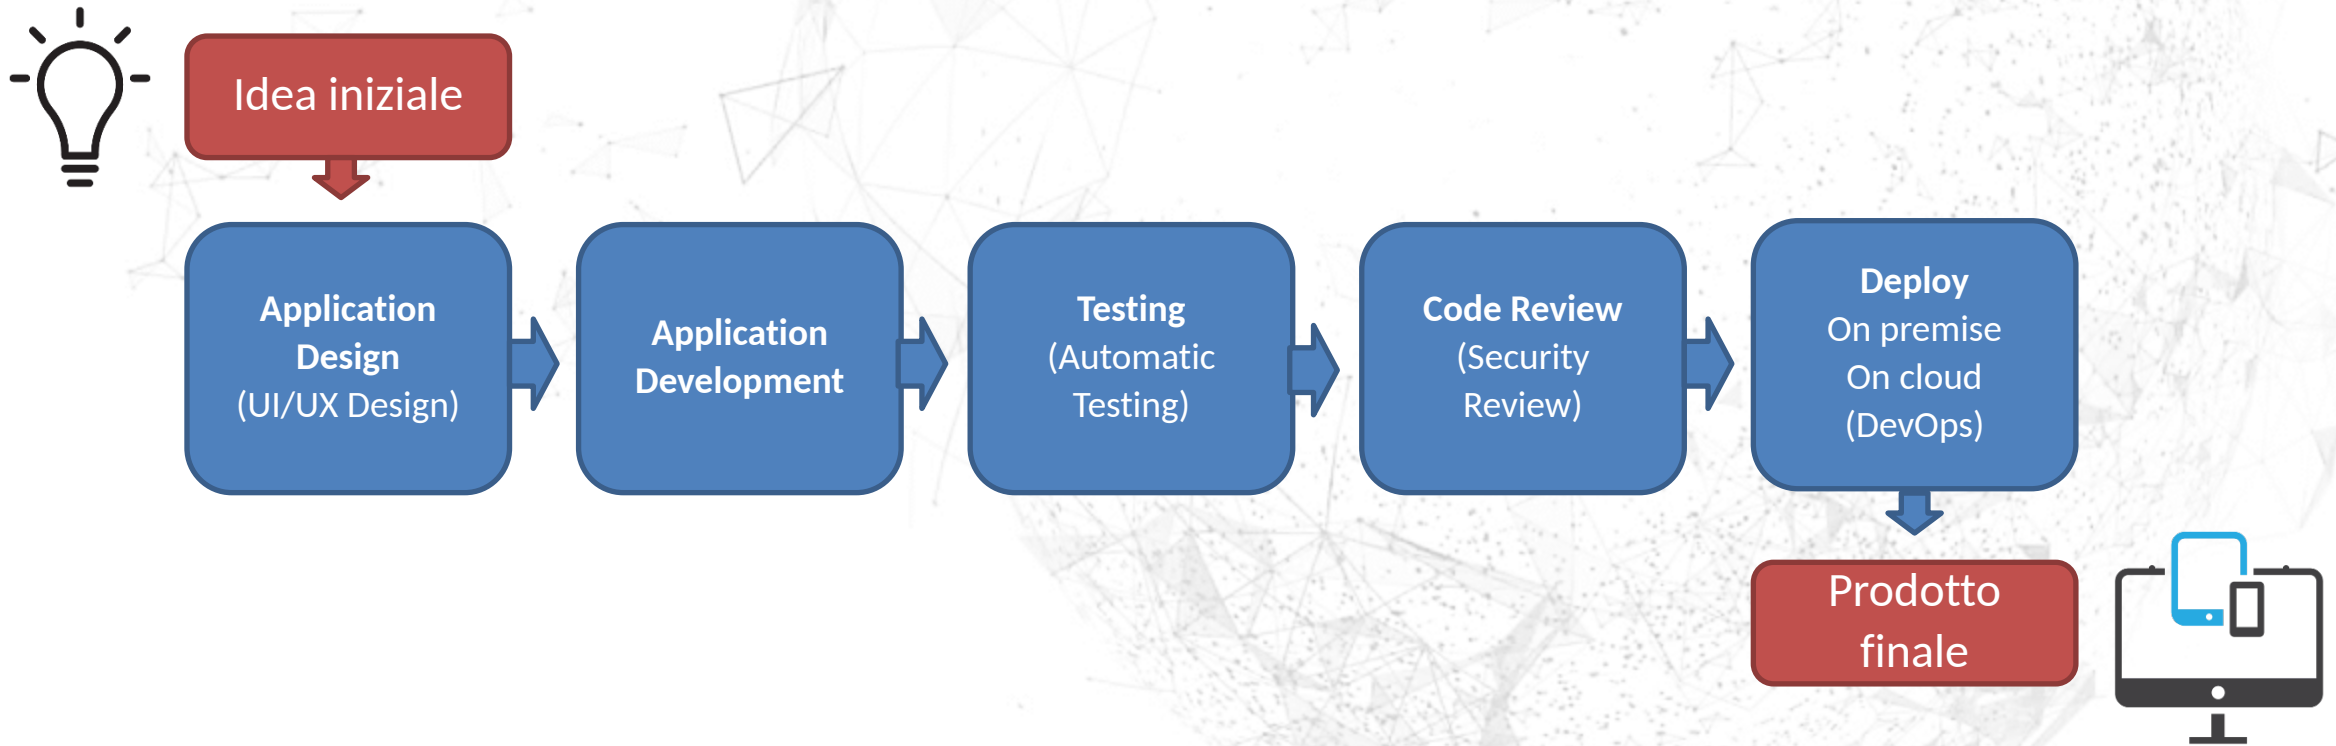 Idea iniziale
Application
Design
(UI/UX Design)
Application
Development
Testing
(Automatic
Testing)
Code Review
(Security
Review)
Deploy
On premise
On cloud
(DevOps)
Prodotto
finale